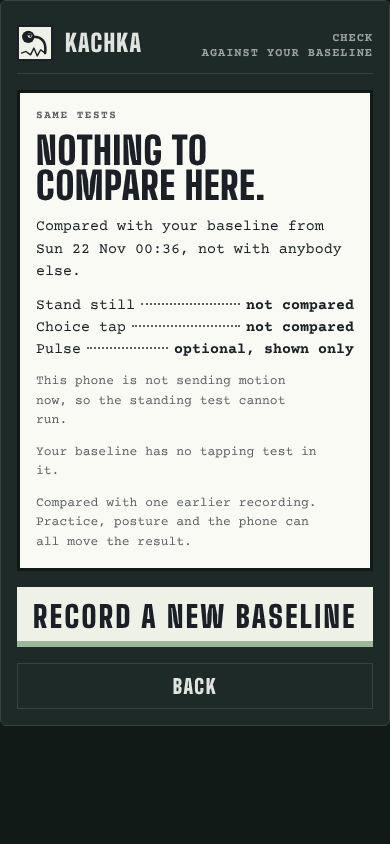 KACHKA
CHECK
AGAINST YOUR BASELINE
SAME TESTS
NOTHING TO
COMPARE HERE.
Compared with your baseline from
Sun 22 Nov 00:36, not with anybody
else.
Stand still not compared
Choice tap not compared
Pulse optional, shown only
This phone is not sending motion
now, so the standing test cannot
run.
Your baseline has no tapping test in
it.
Compared with one earlier recording.
Practice, posture and the phone can
all move the result.
RECORD A NEW BASELINE
BACK